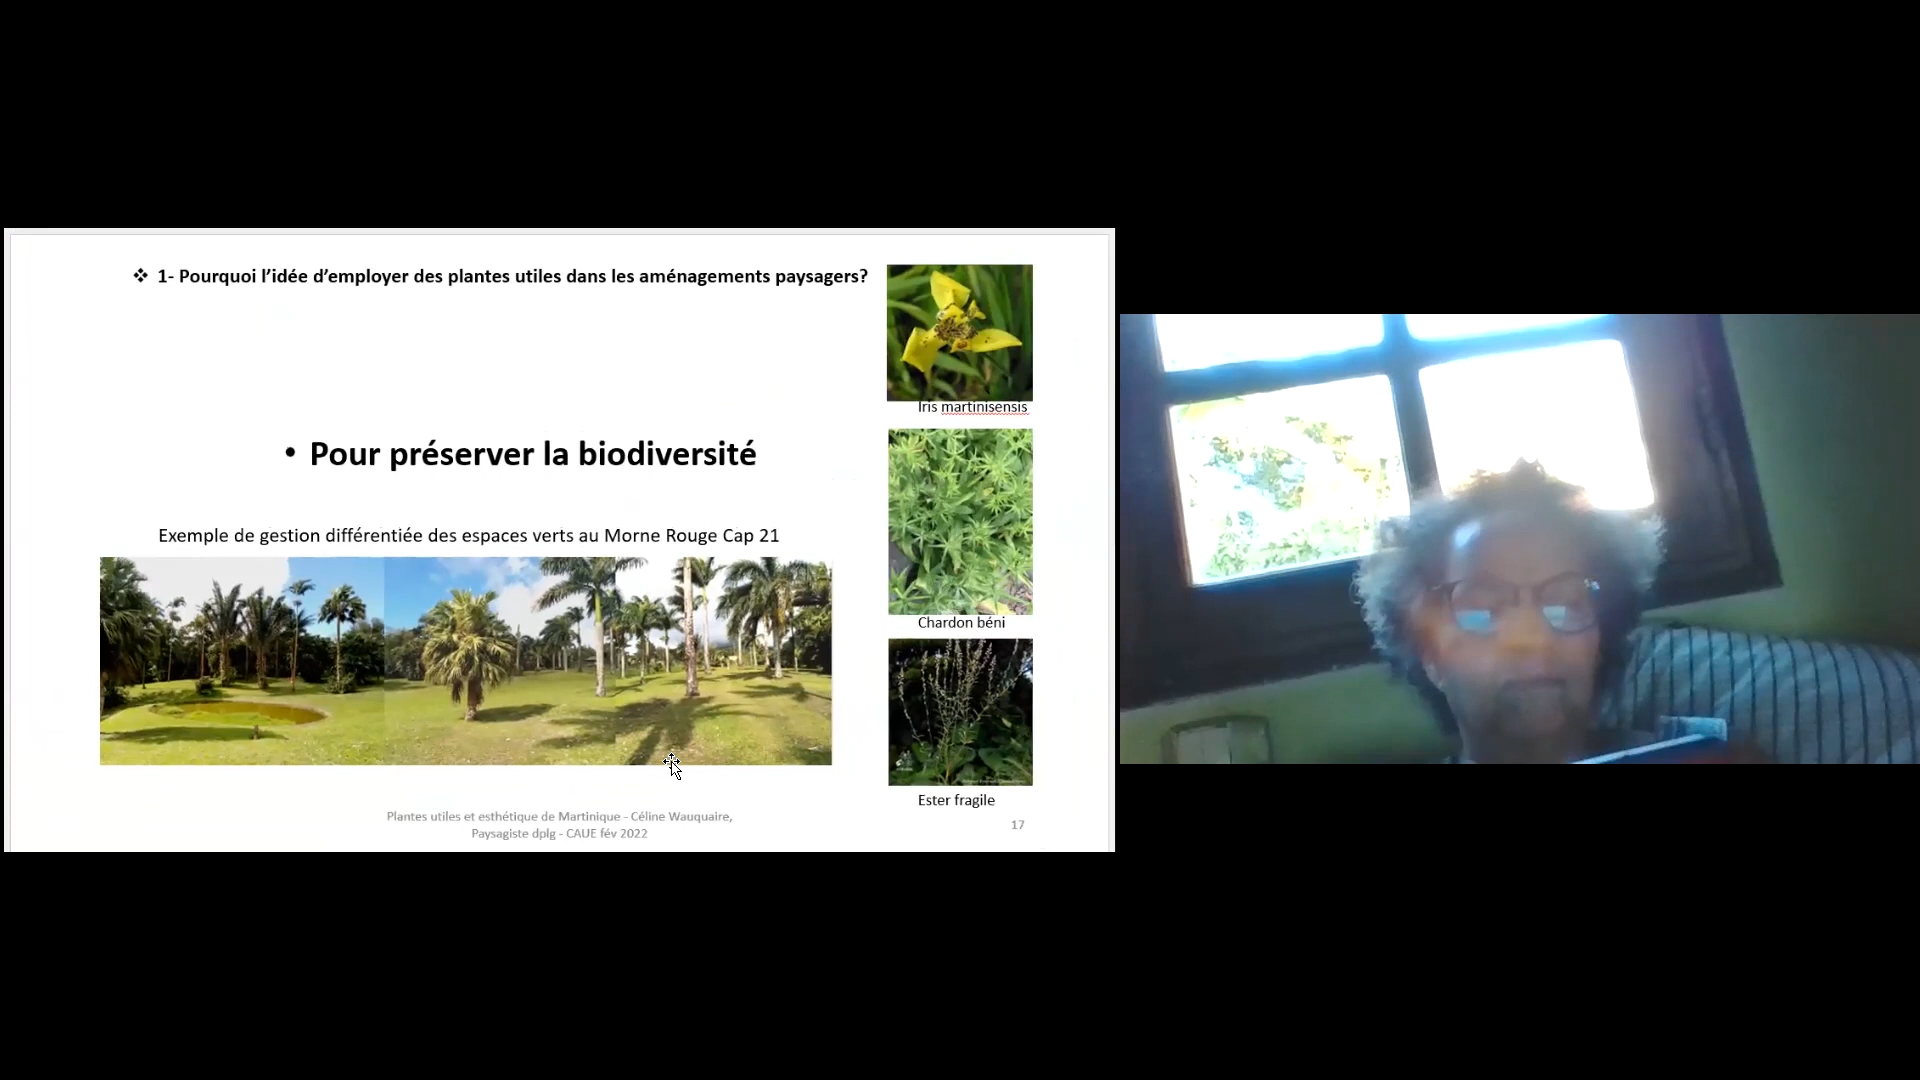 ❖ 1- Pourquoi l’idée d’employer des plantes utiles dans les aménagements paysagers?
Iris martinisensis
• Pour préserver la biodiversité
Exemple de gestion différentiée des espaces verts au Morne Rouge Cap 21
Chardon béni
Ester fragile
Plantes utiles et esthétique de Martinique - Céline Wauquaire,
Paysagiste dplg - CAUE fév 2022
17